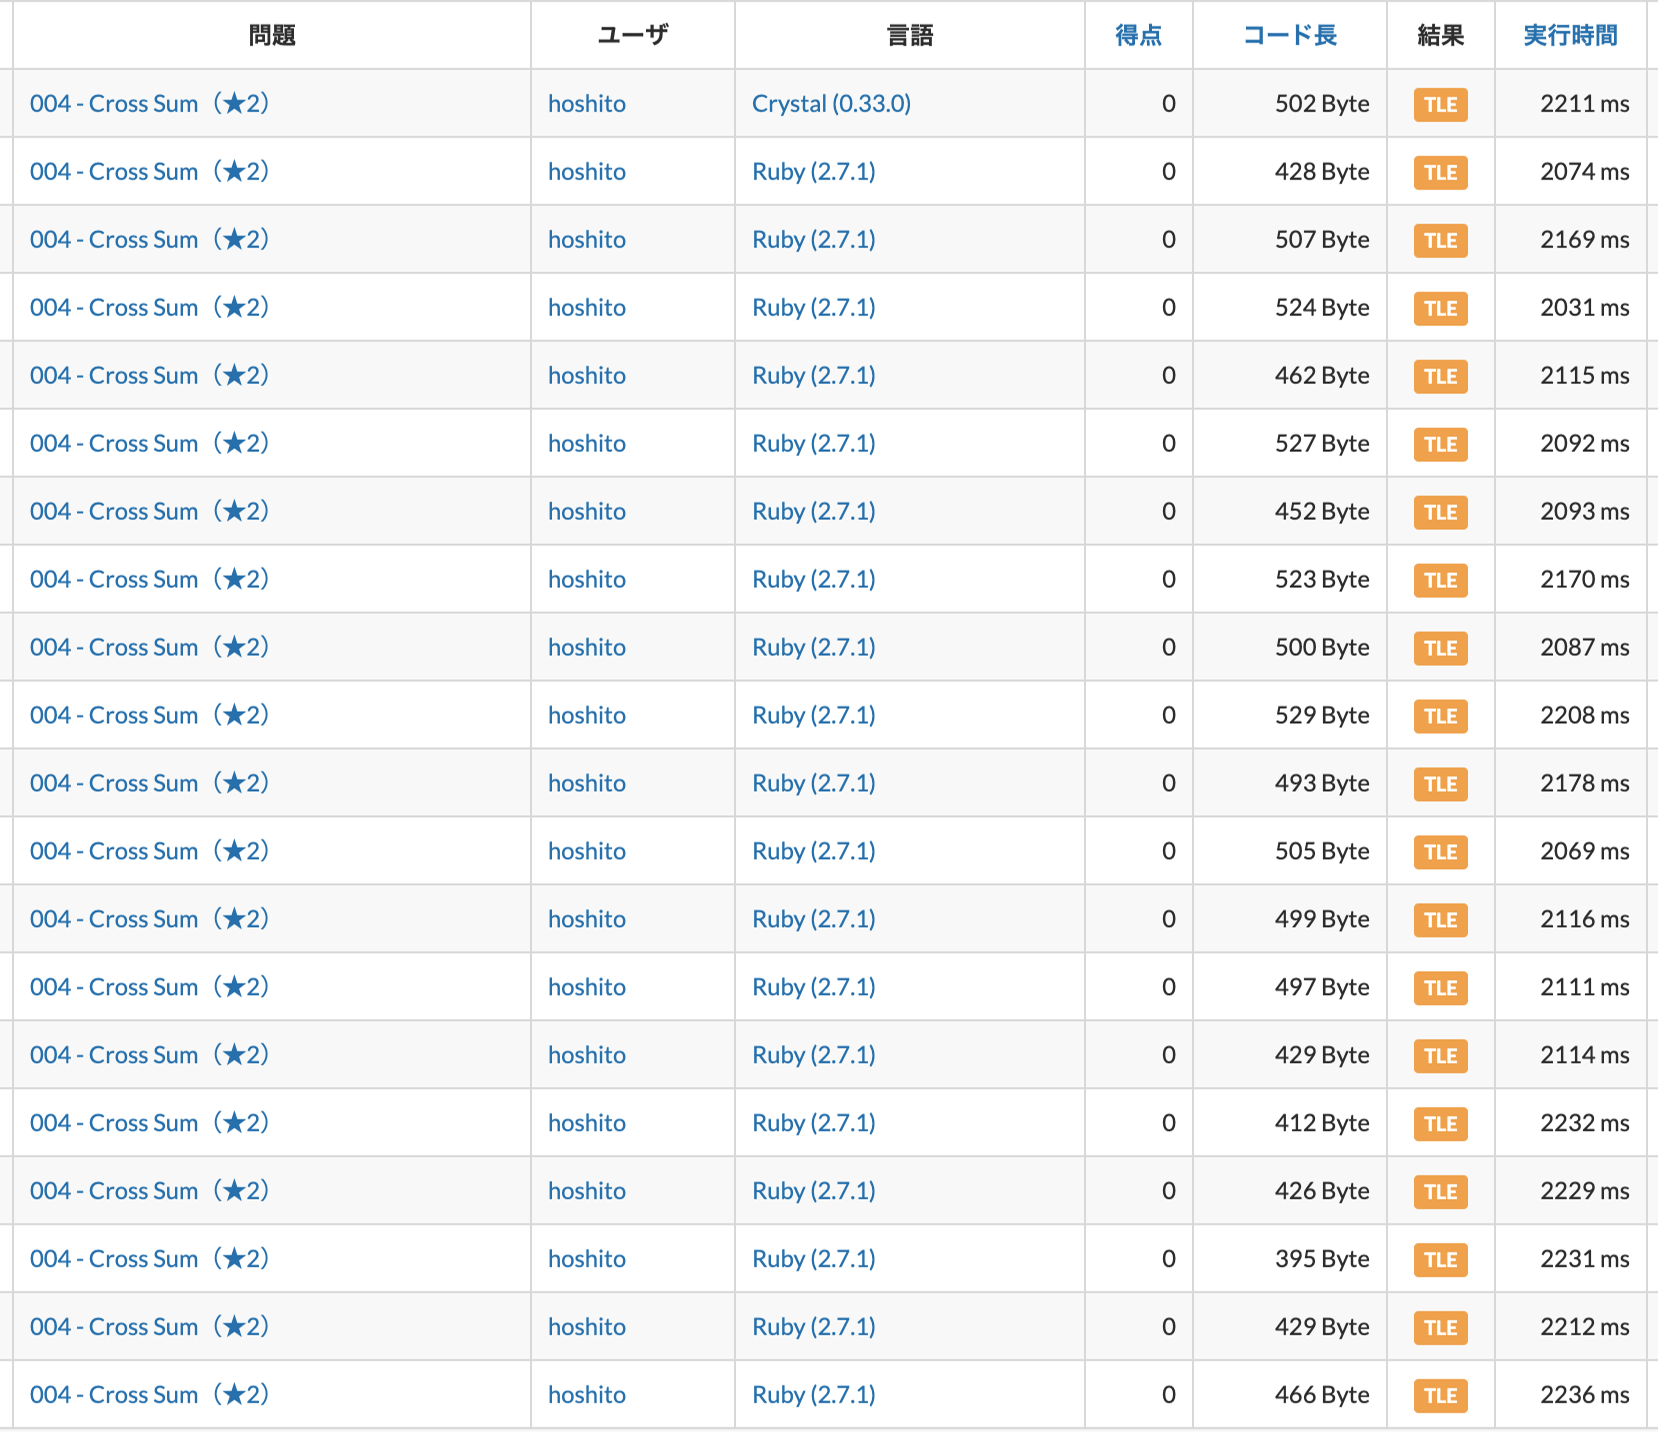 問題 ユーザ 言語 得点 コード長 結果 実行時間
004 - Cross Sum（★2） hoshito Crystal (0.33.0) 0 502 Byte TLE 2211 ms
004 - Cross Sum（★2） hoshito Ruby (2.7.1) 0 428 Byte TLE 2074 ms
004 - Cross Sum（★2） hoshito Ruby (2.7.1) 0 507 Byte TLE 2169 ms
004 - Cross Sum（★2） hoshito Ruby (2.7.1) 0 524 Byte TLE 2031 ms
004 - Cross Sum（★2） hoshito Ruby (2.7.1) 0 462 Byte TLE 2115 ms
004 - Cross Sum（★2） hoshito Ruby (2.7.1) 0 527 Byte TLE 2092 ms
004 - Cross Sum（★2） hoshito Ruby (2.7.1) 0 452 Byte TLE 2093 ms
004 - Cross Sum（★2） hoshito Ruby (2.7.1) 0 523 Byte TLE 2170 ms
004 - Cross Sum（★2） hoshito Ruby (2.7.1) 0 500 Byte TLE 2087 ms
004 - Cross Sum（★2） hoshito Ruby (2.7.1) 0 529 Byte TLE 2208 ms
004 - Cross Sum（★2） hoshito Ruby (2.7.1) 0 493 Byte TLE 2178 ms
004 - Cross Sum（★2） hoshito Ruby (2.7.1) 0 505 Byte TLE 2069 ms
004 - Cross Sum（★2） hoshito Ruby (2.7.1) 0 499 Byte TLE 2116 ms
004 - Cross Sum（★2） hoshito Ruby (2.7.1) 0 497 Byte TLE 2111 ms
004 - Cross Sum（★2） hoshito Ruby (2.7.1) 0 429 Byte TLE 2114 ms
004 - Cross Sum（★2） hoshito Ruby (2.7.1) 0 412 Byte TLE 2232 ms
004 - Cross Sum（★2） hoshito Ruby (2.7.1) 0 426 Byte TLE 2229 ms
004 - Cross Sum（★2） hoshito Ruby (2.7.1) 0 395 Byte TLE 2231 ms
004 - Cross Sum（★2） hoshito Ruby (2.7.1) 0 429 Byte TLE 2212 ms
004 - Cross Sum（★2） hoshito Ruby (2.7.1) 0 466 Byte TLE 2236 ms